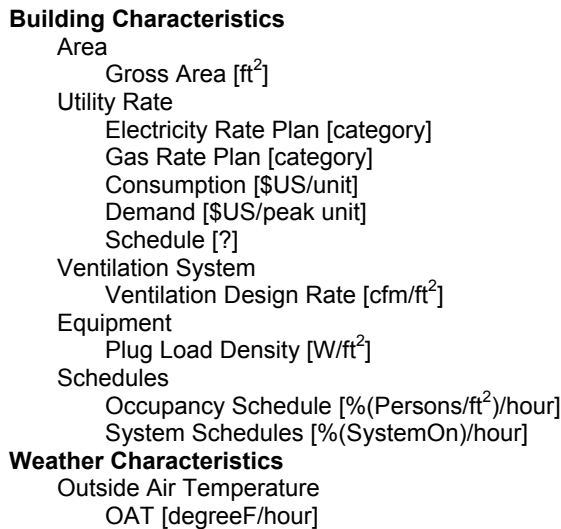 Building Characteristics
Area
Gross Area [ft²]
Utility Rate
Electricity Rate Plan [category]
Gas Rate Plan [category]
Consumption [$US/unit]
Demand [$US/peak unit]
Schedule [?]
Ventilation System
Ventilation Design Rate [cfm/ft²]
Equipment
Plug Load Density [W/ft²]
Schedules
Occupancy Schedule [%(Persons/ft²)/hour]
System Schedules [%(SystemOn)/hour]
Weather Characteristics
Outside Air Temperature
OAT [degreeF/hour]